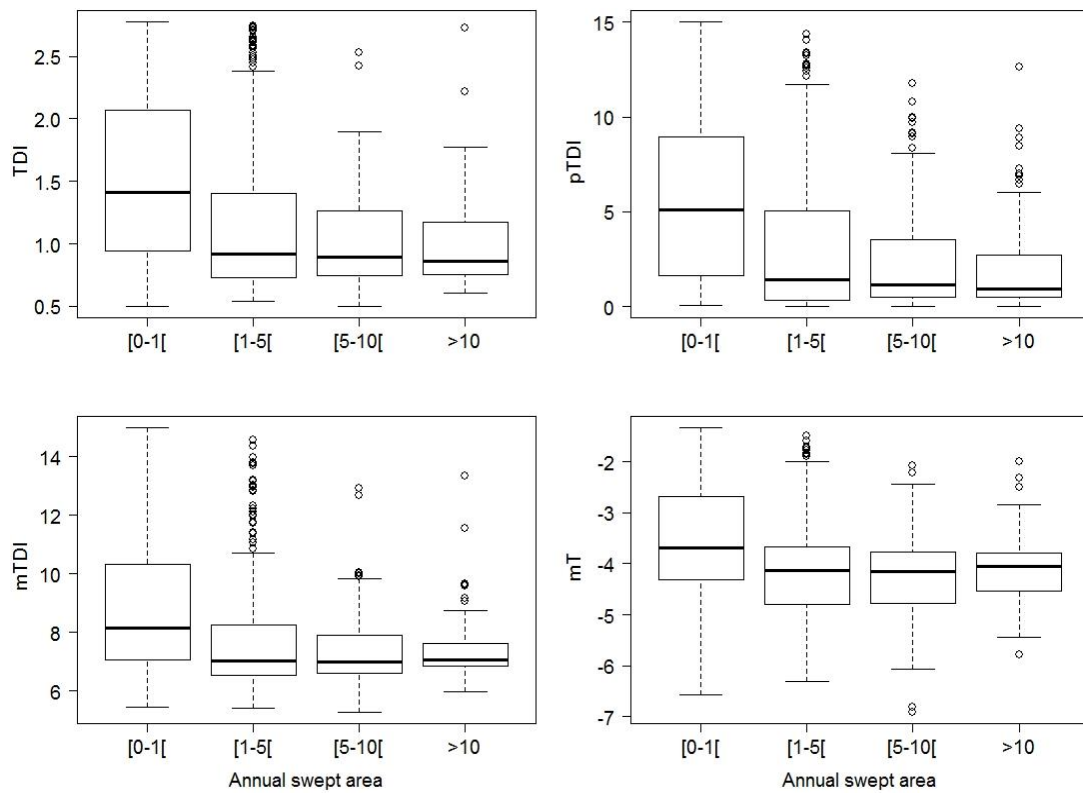 TDI
2.5
2.0
1.5
1.0
0.5
[0-1[ [1-5[ [5-10[ >10
pTDI
15
10
5
0
[0-1[ [1-5[ [5-10[ >10
mTDI
14
12
10
8
6
[0-1[ [1-5[ [5-10[ >10
Annual swept area
mT
-2
-3
-4
-5
-6
-7
[0-1[ [1-5[ [5-10[ >10
Annual swept area